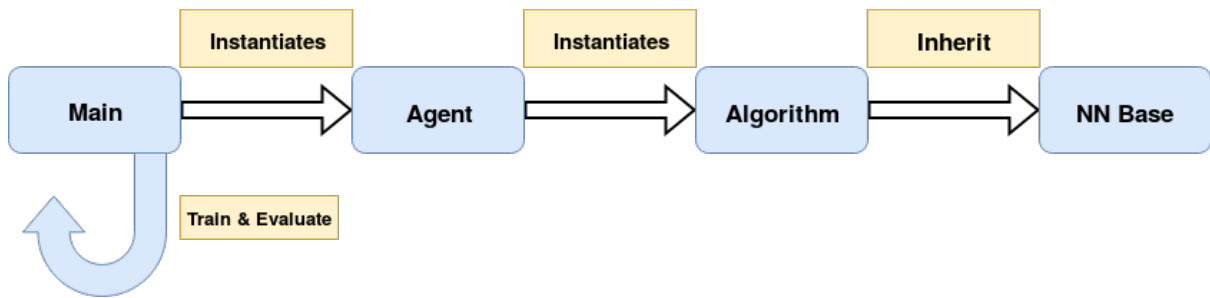 Instantiates
Instantiates
Inherit
Main
Agent
Algorithm
NN Base
Train & Evaluate